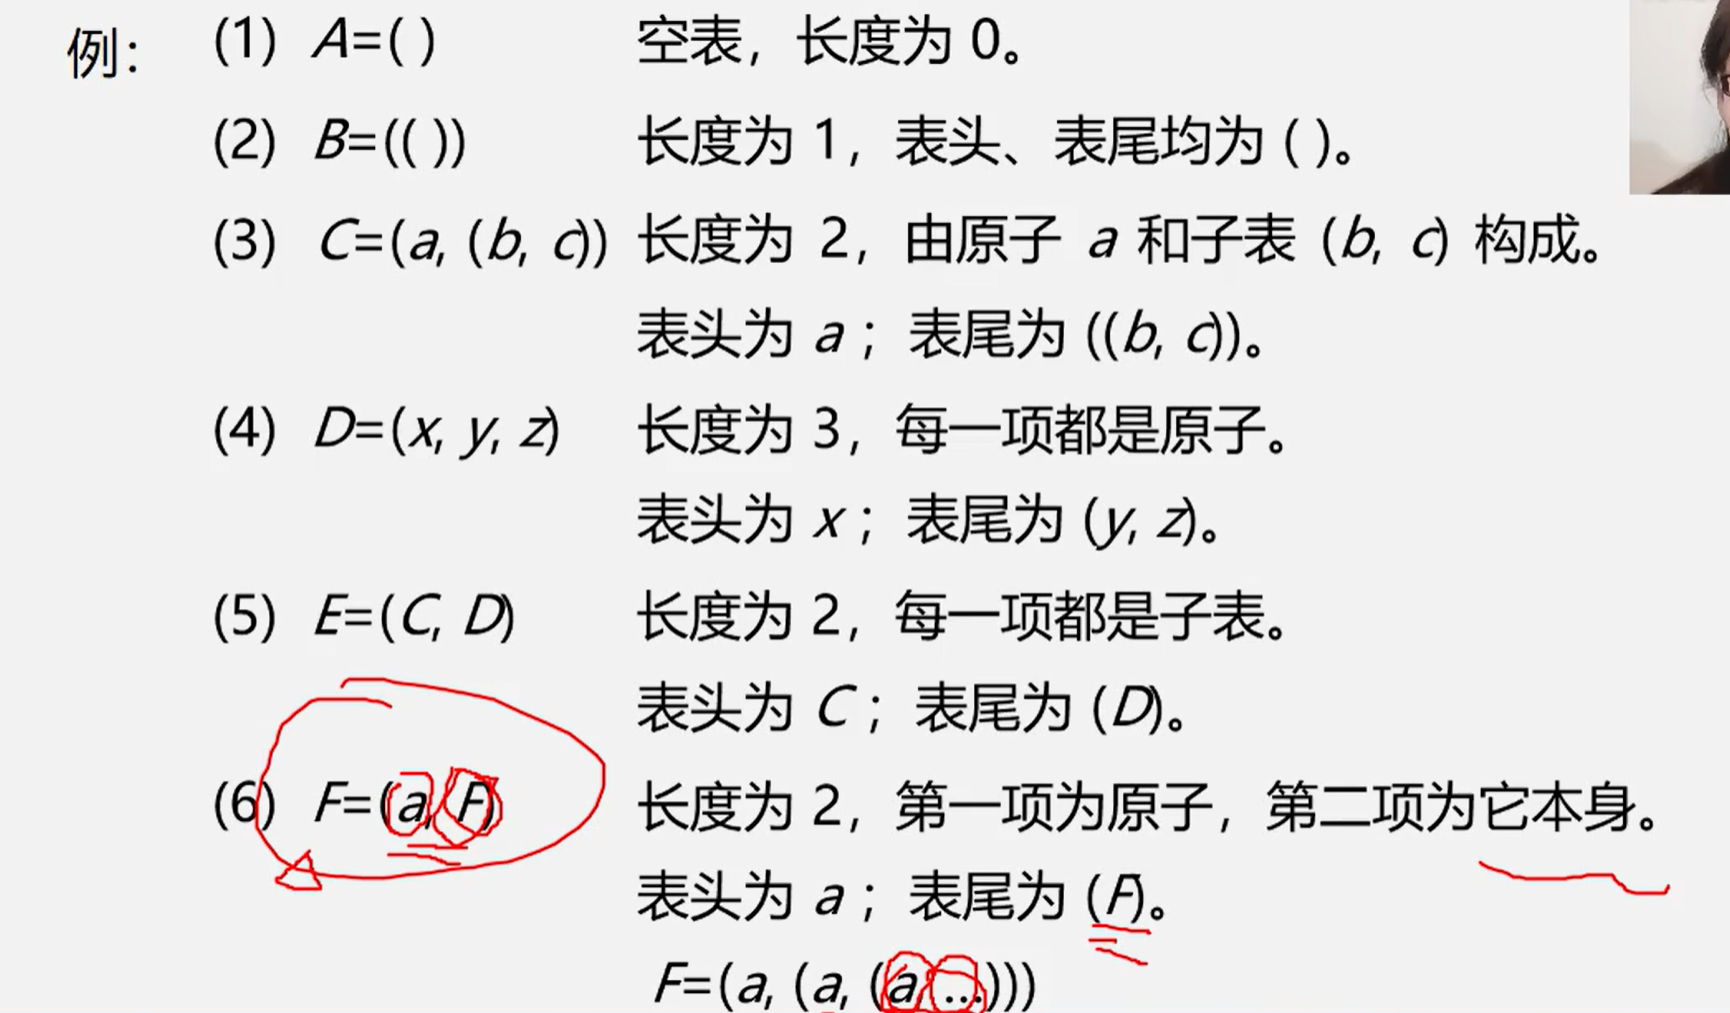 例: (1) A=( ) 空表，长度为 0。
(2) B=(( )) 长度为 1，表头、表尾均为 ( )。
(3) C=(a, (b, c)) 长度为 2，由原子 a 和子表 (b, c) 构成。
表头为 a；表尾为 ((b, c))。
(4) D=(x, y, z) 长度为 3，每一项都是原子。
表头为 x；表尾为 (y, z)。
(5) E=(C, D) 长度为 2，每一项都是子表。
表头为 C；表尾为 (D)。
(6) F=(a, F) 长度为 2，第一项为原子，第二项为它本身。
表头为 a；表尾为 (F)。
F=(a, (a, (a, …)))